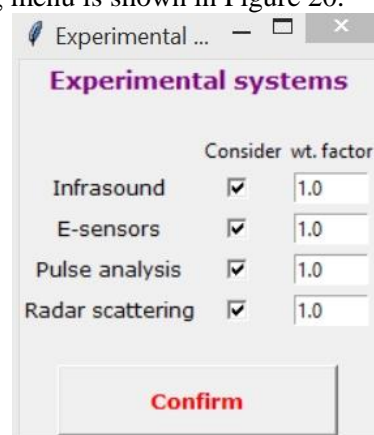 menu is shown in Figure 20.
Experimental ...
Experimental systems
Consider wt. factor
Infrasound 1.0
E-sensors 1.0
Pulse analysis 1.0
Radar scattering 1.0
Confirm